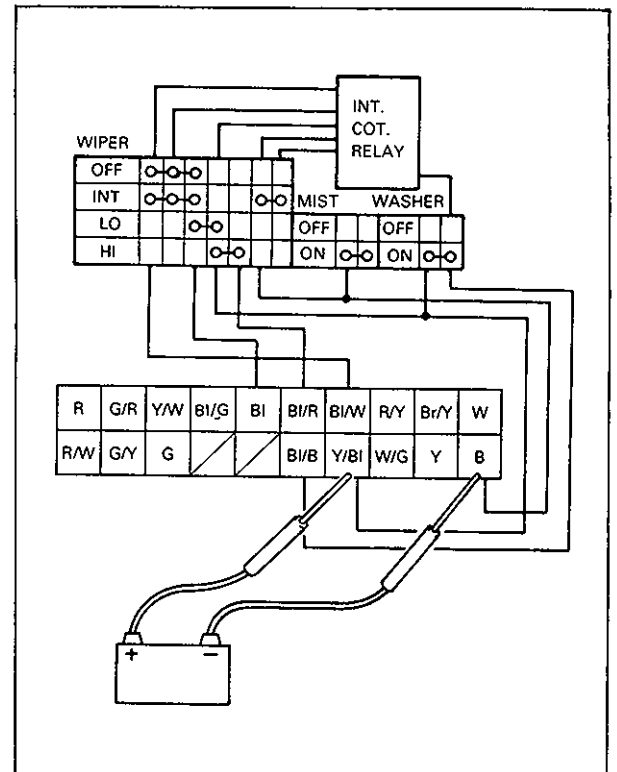 INT.
COT.
RELAY
WIPER
OFF
INT MIST WASHER
LO OFF OFF
HI ON ON
R G/R Y/W Bl/G Bl Bl/R Bl/W R/Y Br/Y W
R/W G/Y G Bl/B Y/Bl W/G Y B
+ −